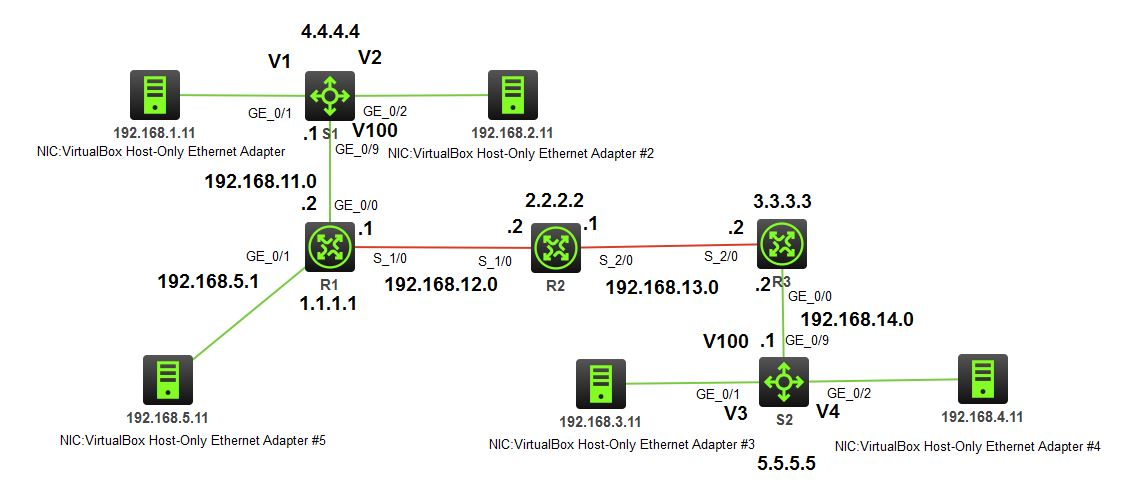 4.4.4.4
V1
V2
GE_0/1
GE_0/2
192.168.1.11
.1
S1
V100
192.168.2.11
NIC:VirtualBox Host-Only Ethernet Adapter
GE_0/9
NIC:VirtualBox Host-Only Ethernet Adapter #2
192.168.11.0
.2
GE_0/0
2.2.2.2
3.3.3.3
.1
.2
.1
.2
GE_0/1
S_1/0
S_1/0
S_2/0
S_2/0
192.168.5.1
R1
192.168.12.0
R2
192.168.13.0
.2
R3
1.1.1.1
GE_0/0
192.168.14.0
V100
.1
GE_0/9
192.168.5.11
NIC:VirtualBox Host-Only Ethernet Adapter #5
GE_0/1
GE_0/2
192.168.3.11
V3
S2
V4
192.168.4.11
NIC:VirtualBox Host-Only Ethernet Adapter #3
NIC:VirtualBox Host-Only Ethernet Adapter #4
5.5.5.5